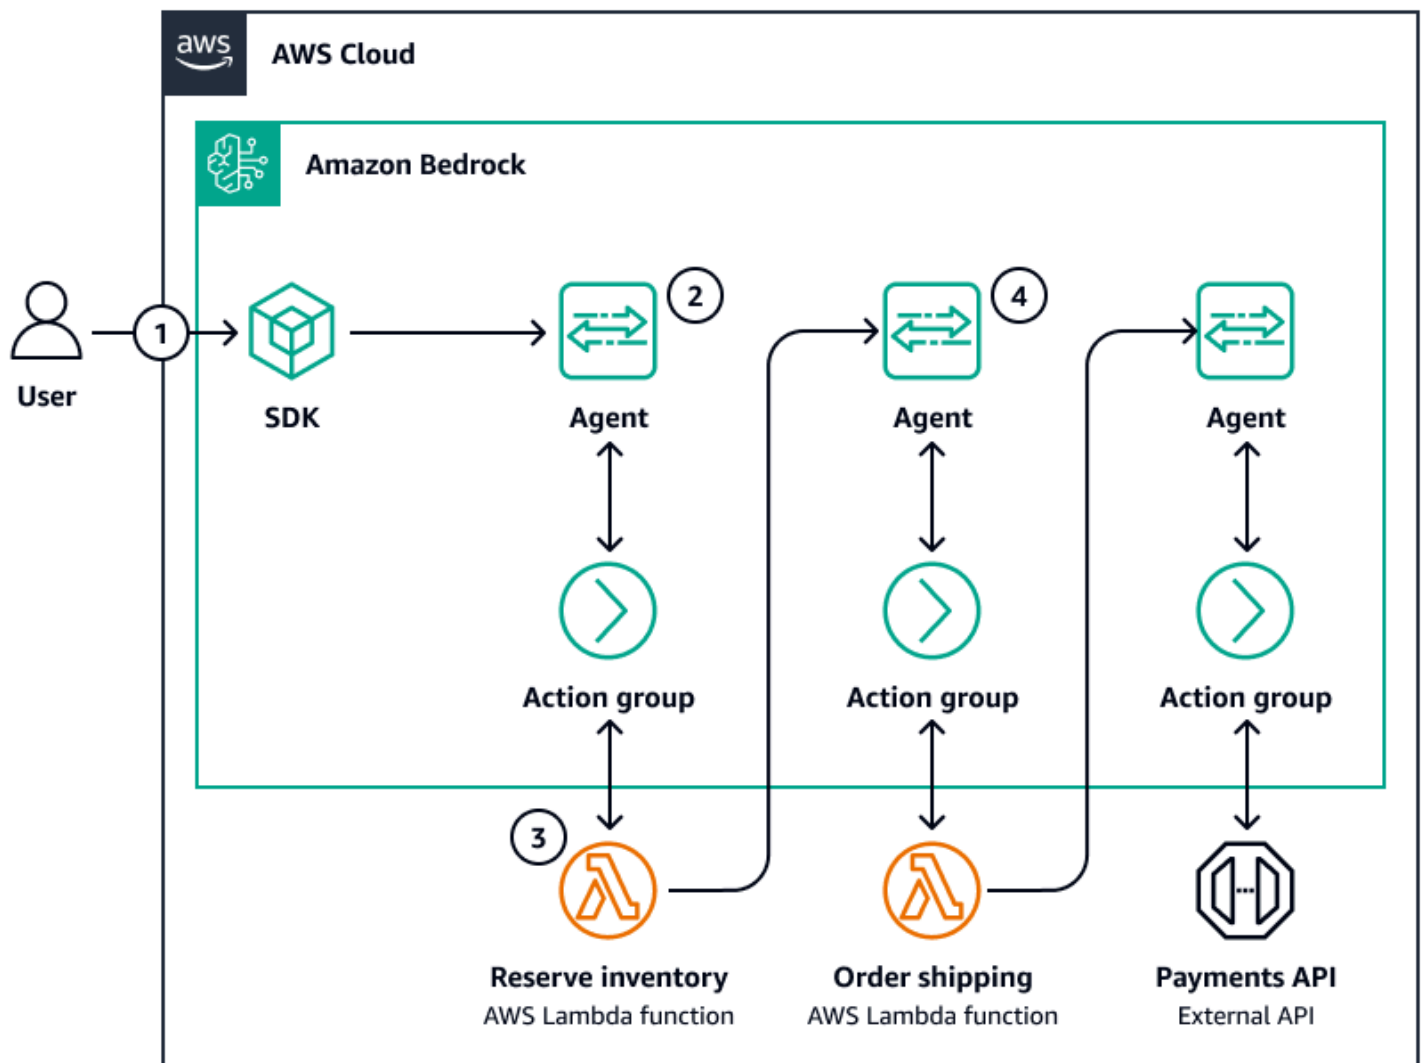 aws
AWS Cloud
Amazon Bedrock
1
2
4
User
SDK
Agent
Agent
Agent
Action group
Action group
Action group
3
Reserve inventory
AWS Lambda function
Order shipping
AWS Lambda function
Payments API
External API